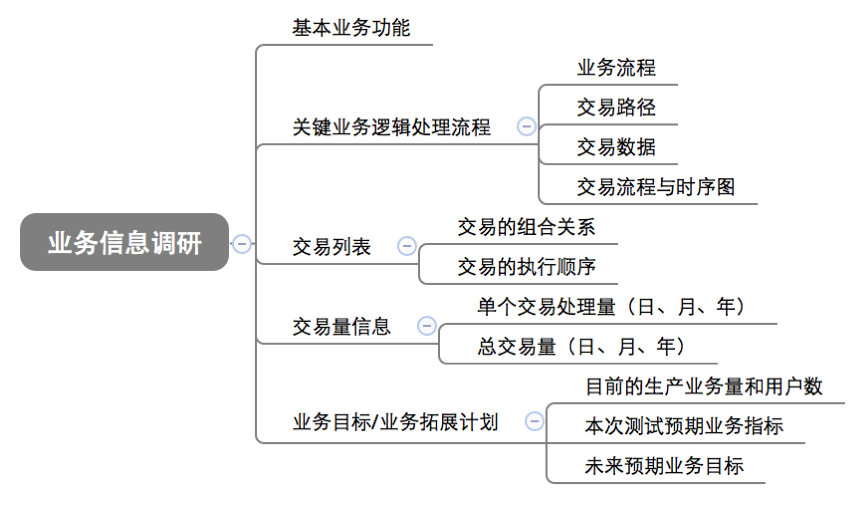 业务信息调研
基本业务功能
关键业务逻辑处理流程
业务流程
交易路径
交易数据
交易流程与时序图
交易列表
交易的组合关系
交易的执行顺序
交易量信息
单个交易处理量（日、月、年）
总交易量（日、月、年）
业务目标/业务拓展计划
目前的生产业务量和用户数
本次测试预期业务指标
未来预期业务目标